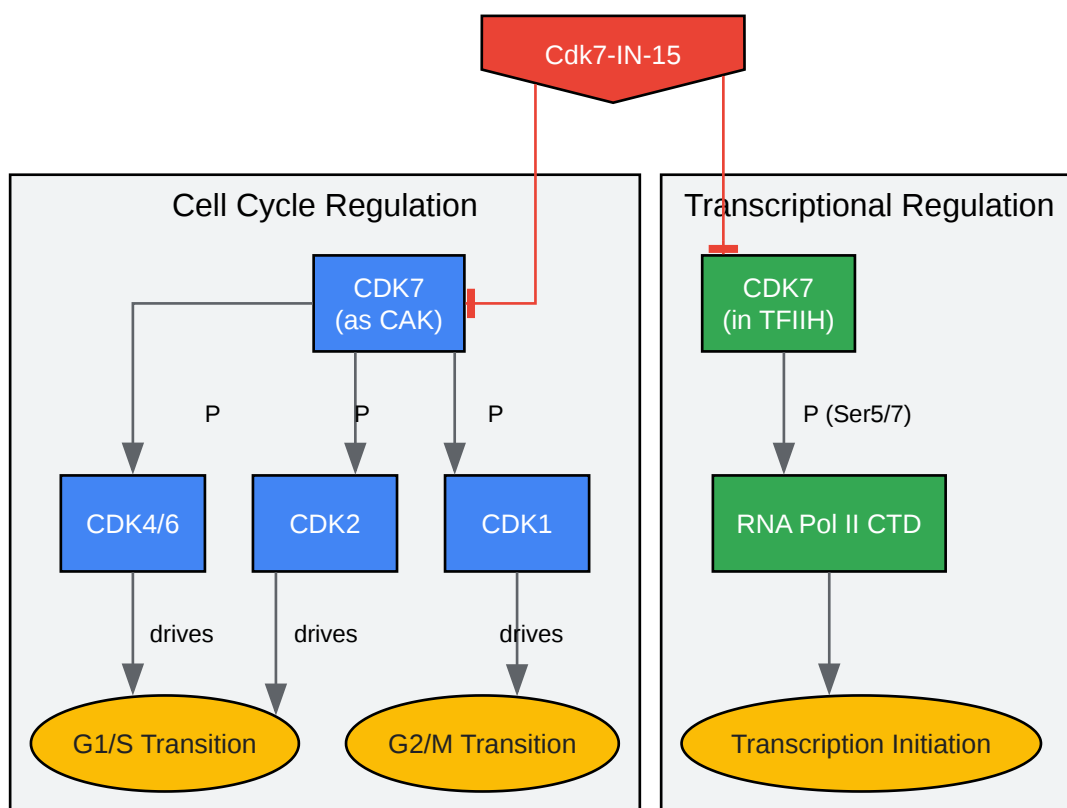 Cdk7-IN-15
Cell Cycle Regulation
Transcriptional Regulation
CDK7
(as CAK)
CDK7
(in TFIIH)
P
P
P
P (Ser5/7)
CDK4/6
CDK2
CDK1
RNA Pol II CTD
drives
drives
drives
G1/S Transition
G2/M Transition
Transcription Initiation